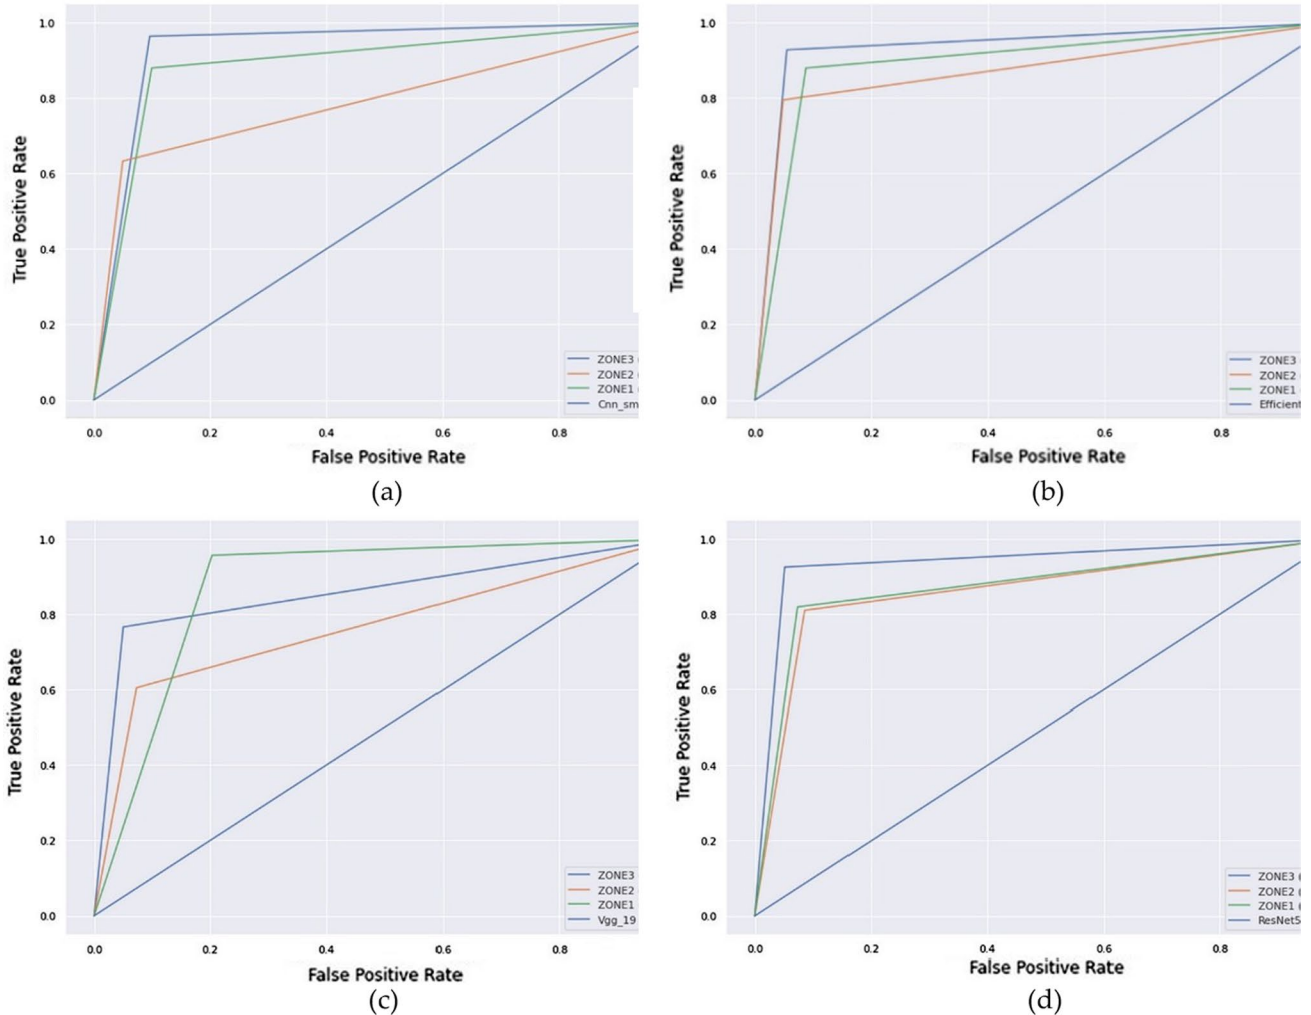 1.0
0.8
0.6
0.4
0.2
0.0
True Positive Rate
ZONE3 (
ZONE2 (
ZONE1 (
Cnn_sm
0.0 0.2 0.4 0.6 0.8
False Positive Rate
(a)
1.0
0.8
0.6
0.4
0.2
0.0
True Positive Rate
ZONE3
ZONE2
ZONE1
Efficient
0.0 0.2 0.4 0.6 0.8
False Positive Rate
(b)
1.0
0.8
0.6
0.4
0.2
0.0
True Positive Rate
ZONE3
ZONE2
ZONE1
Vgg_19
0.0 0.2 0.4 0.6 0.8
False Positive Rate
(c)
1.0
0.8
0.6
0.4
0.2
0.0
True Positive Rate
ZONE3 (
ZONE2 (
ZONE1 (
ResNet5
0.0 0.2 0.4 0.6 0.8
False Positive Rate
(d)